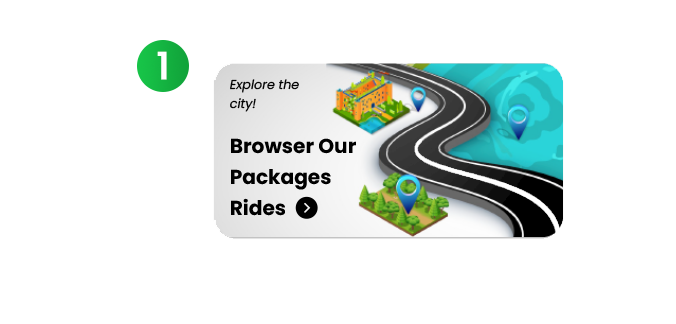 1
Explore the
city!
Browser Our
Packages
Rides